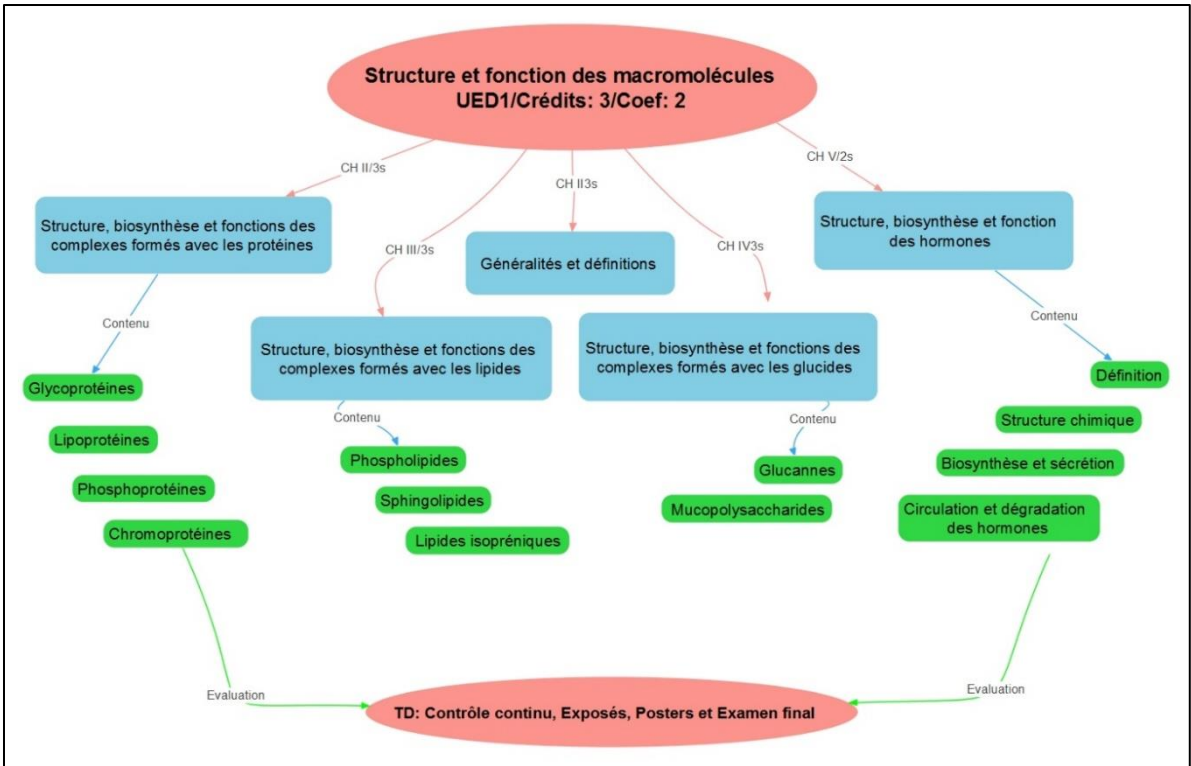 Structure et fonction des macromolécules
UED1/Crédits: 3/Coef: 2
CH II/3s
CH III/3s
CH II3s
CH IV3s
CH V/2s
Structure, biosynthèse et fonctions des
complexes formés avec les protéines
Généralités et définitions
Structure, biosynthèse et fonction
des hormones
Structure, biosynthèse et fonctions des
complexes formés avec les lipides
Structure, biosynthèse et fonctions des
complexes formés avec les glucides
Contenu
Glycoprotéines
Lipoprotéines
Phosphoprotéines
Chromoprotéines
Contenu
Phospholipides
Sphingolipides
Lipides isopréniques
Contenu
Glucannes
Mucopolysaccharides
Contenu
Définition
Structure chimique
Biosynthèse et sécrétion
Circulation et dégradation
des hormones
Evaluation
Evaluation
TD: Contrôle continu, Exposés, Posters et Examen final